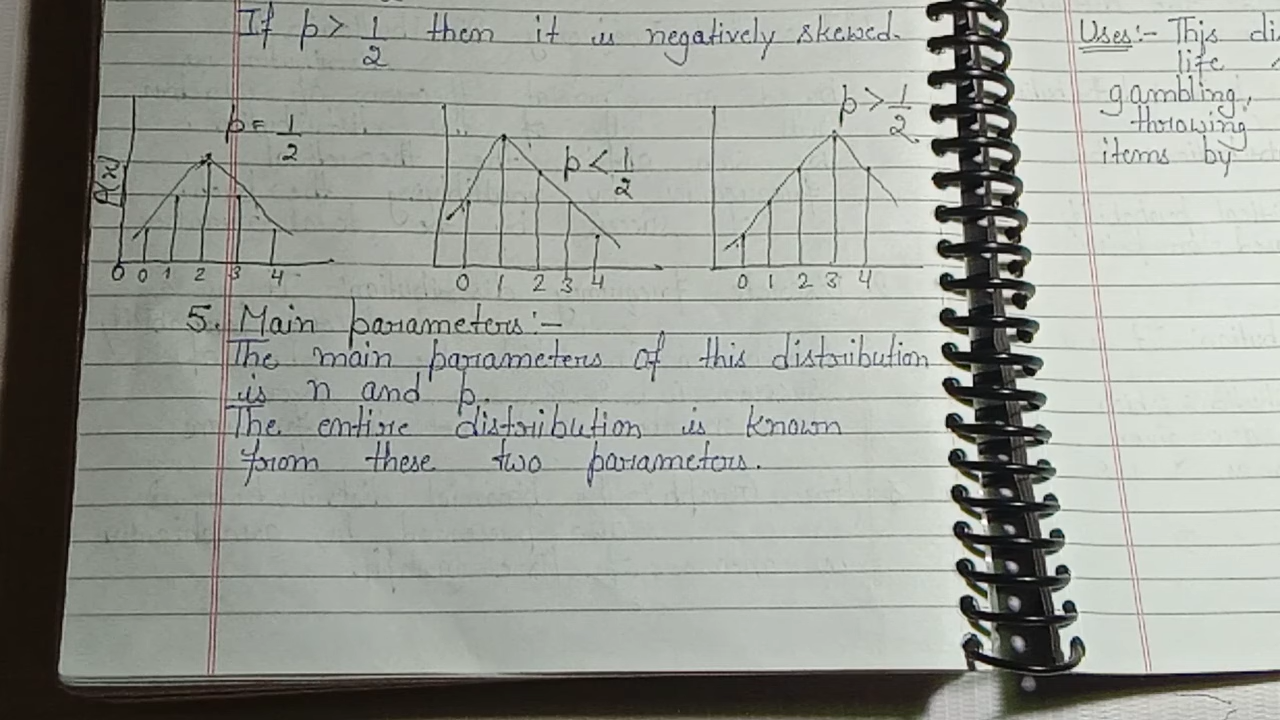 If p > 1/2 then it is negatively skewed.
p = 1/2
p < 1/2
p > 1/2
P(x)
0 0 1 2 3 4
0 1 2 3 4
0 1 2 3 4
5. Main parameters:-
The main parameters of this distribution
is n and p.
The entire distribution is known
from these two parameters.
Uses:- This
life
gambling,
throwing
items by